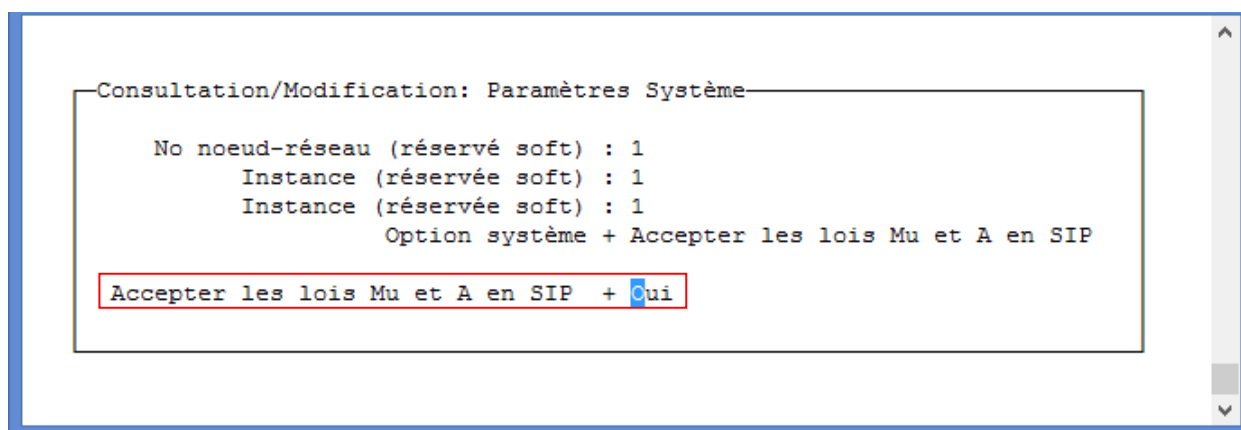 Consultation/Modification: Paramètres Système
No noeud-réseau (réservé soft) : 1
Instance (réservée soft) : 1
Instance (réservée soft) : 1
Option système + Accepter les lois Mu et A en SIP
Accepter les lois Mu et A en SIP + Oui